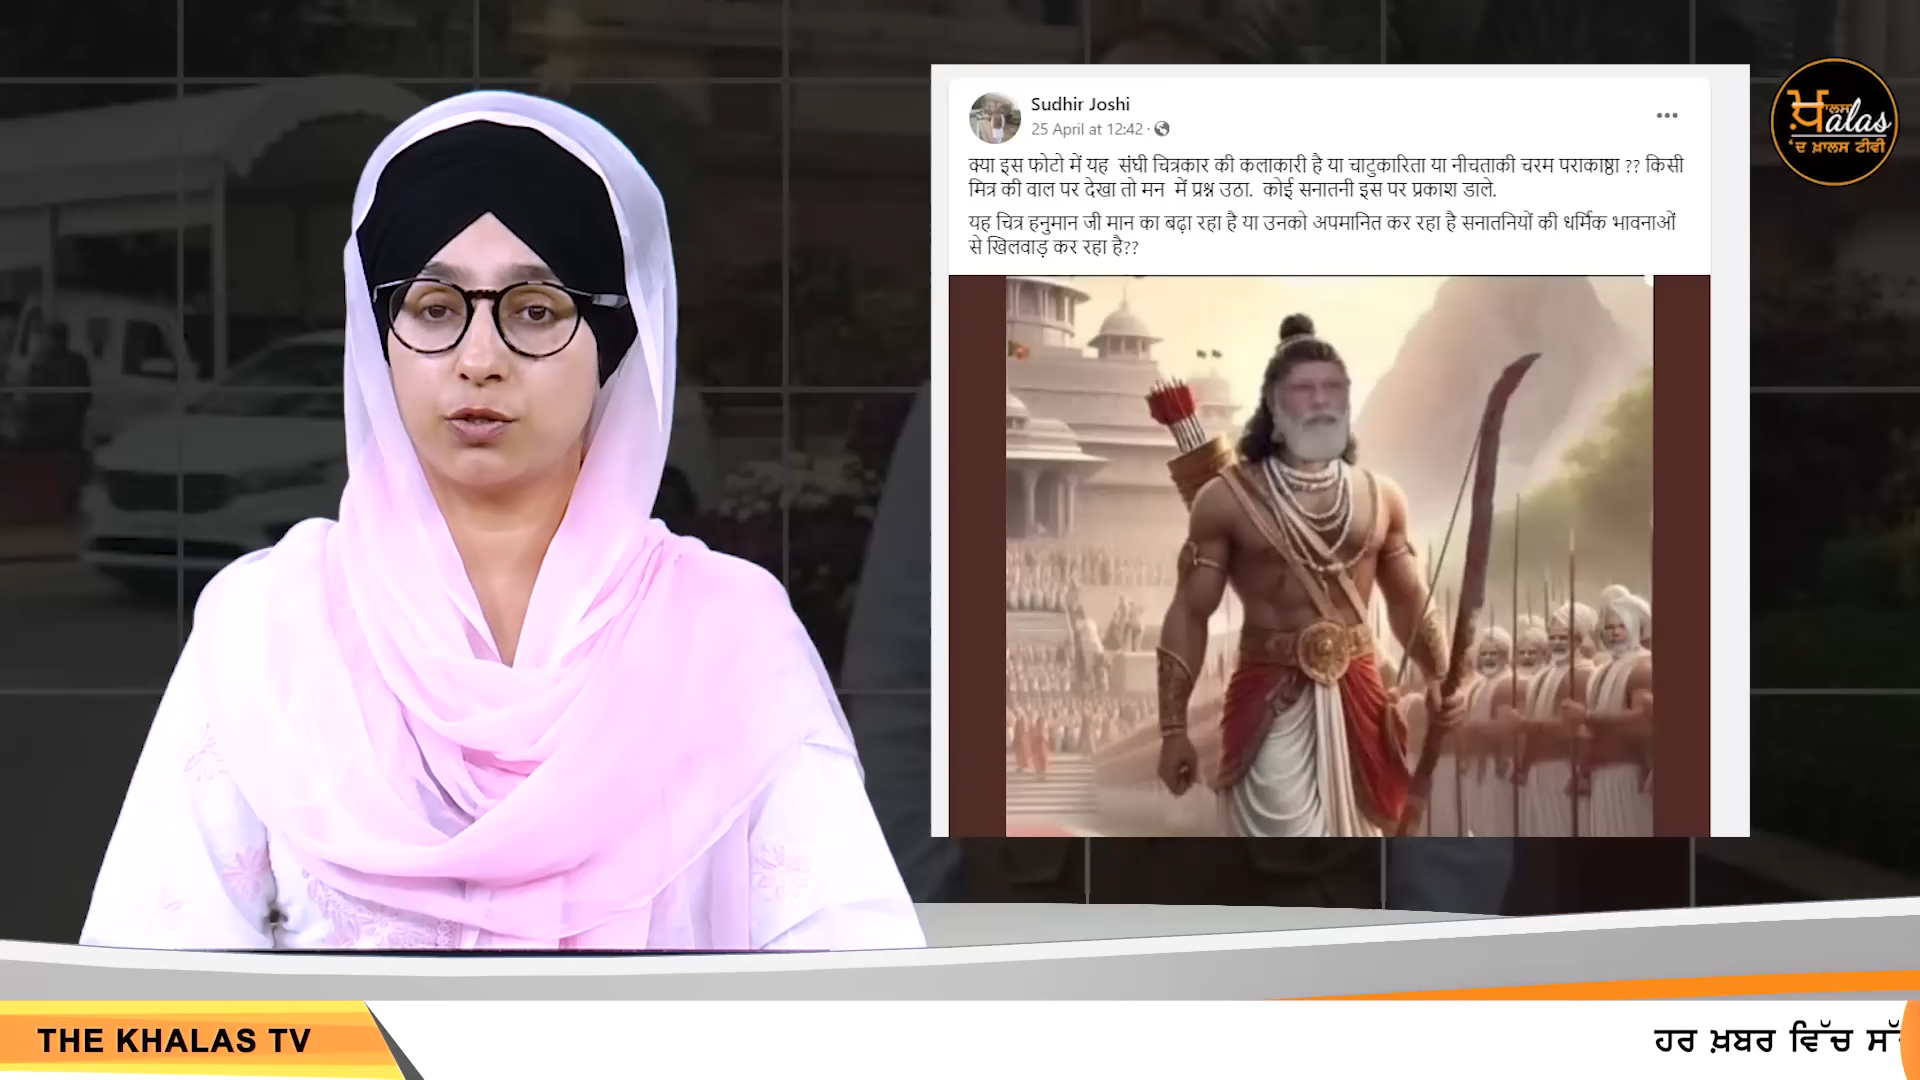 Sudhir Joshi
25 April at 12:42 ·
क्या इस फोटो में यह संघी चित्रकार की कलाकारी है या चाटुकारिता या नीचताकी चरम पराकाष्ठा ?? किसी
मित्र की वाल पर देखा तो मन में प्रश्न उठा. कोई सनातनी इस पर प्रकाश डाले.
यह चित्र हनुमान जी मान का बढ़ा रहा है या उनको अपमानित कर रहा है सनातनियों की धर्मिक भावनाओं
से खिलवाड़ कर रहा है??
ਖ਼ਾਲਸ alas
'ਦ ਖ਼ਾਲਸ ਟੀਵੀ
THE KHALAS TV
ਹਰ ਖ਼ਬਰ ਵਿੱਚ